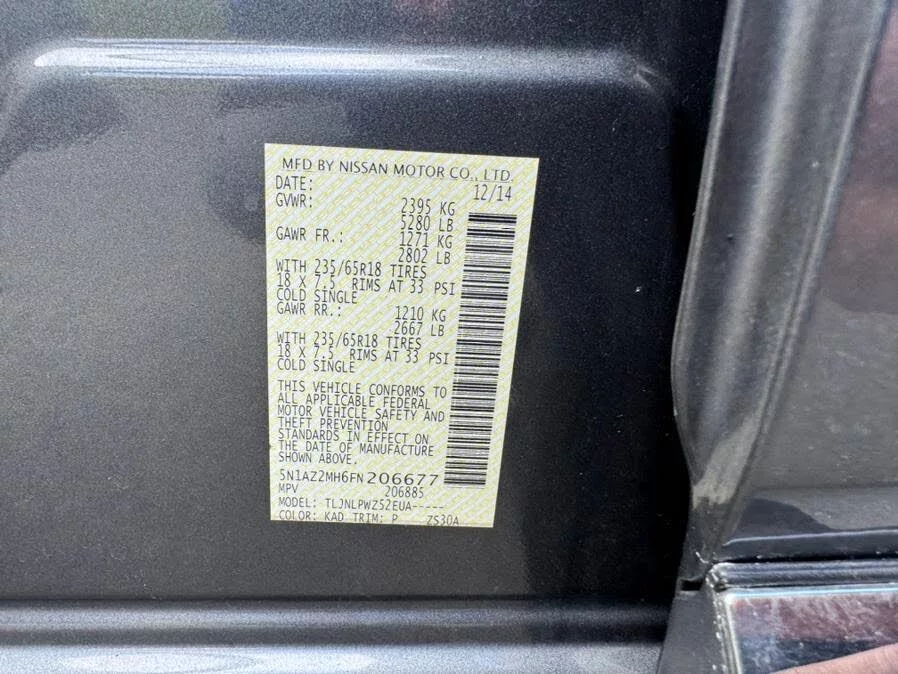 MFD BY NISSAN MOTOR CO., LTD.
DATE: 12/14
GVWR: 2395 KG
5280 LB
GAWR FR.: 1271 KG
2802 LB
WITH 235/65R18 TIRES
18 X 7.5 RIMS AT 33 PSI
COLD SINGLE
GAWR RR.: 1210 KG
2667 LB
WITH 235/65R18 TIRES
18 X 7.5 RIMS AT 33 PSI
COLD SINGLE
THIS VEHICLE CONFORMS TO
ALL APPLICABLE FEDERAL
MOTOR VEHICLE SAFETY AND
THEFT PREVENTION
STANDARDS IN EFFECT ON
THE DATE OF MANUFACTURE
SHOWN ABOVE.
5N1AZ2MH6FN206677
MPV 206885
MODEL: TLJNLPWZ52EUA-----
COLOR: KAD TRIM: P ZS30A